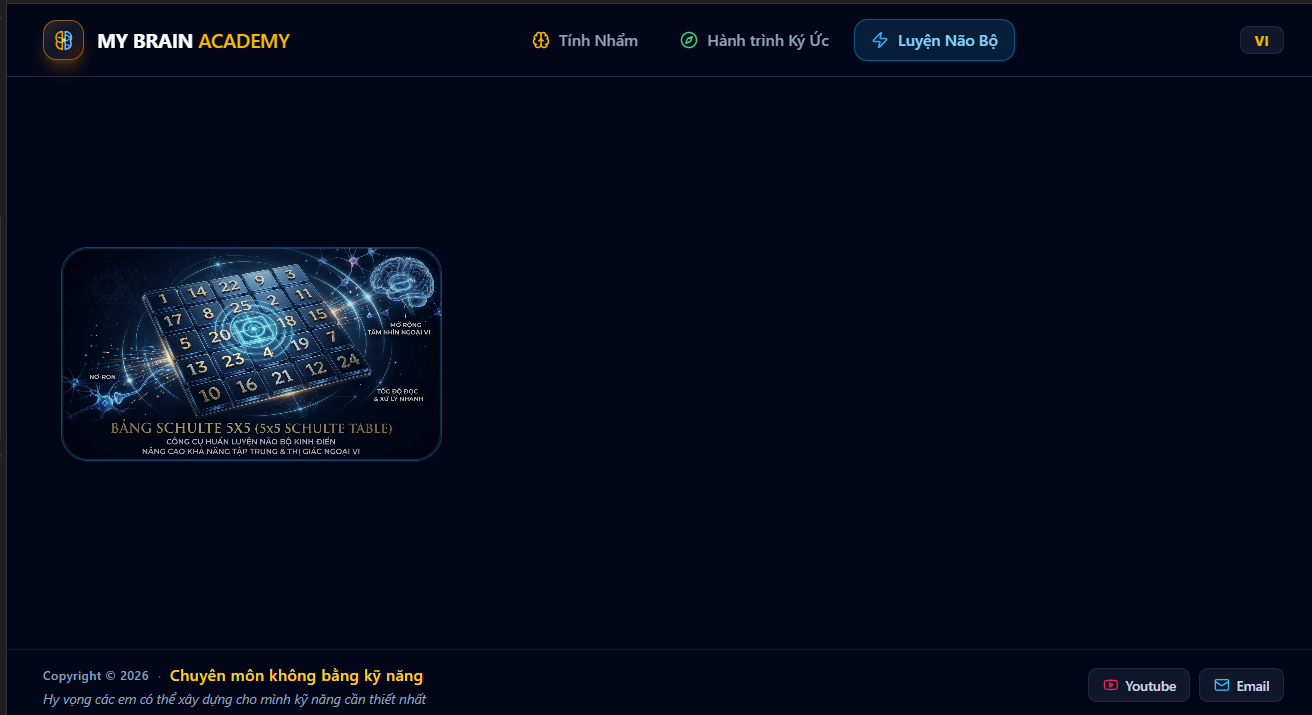 MY BRAIN ACADEMY
Tính Nhẩm
Hành trình Ký Ức
Luyện Não Bộ
VI
1 14 22 9 3
17 8 25 2 11
5 20 18 15
13 23 4 19 7
10 16 21 12 24
MỞ RỘNG
TẦM NHÌN NGOẠI VI
NƠ-RON
TỐC ĐỘ ĐỌC
& XỬ LÝ NHANH
BẢNG SCHULTE 5X5 (5x5 SCHULTE TABLE)
CÔNG CỤ HUẤN LUYỆN NÃO BỘ KINH ĐIỂN
NÂNG CAO KHẢ NĂNG TẬP TRUNG & THỊ GIÁC NGOẠI VI
Copyright © 2026 · Chuyên môn không bằng kỹ năng
Hy vọng các em có thể xây dựng cho mình kỹ năng cần thiết nhất
Youtube
Email